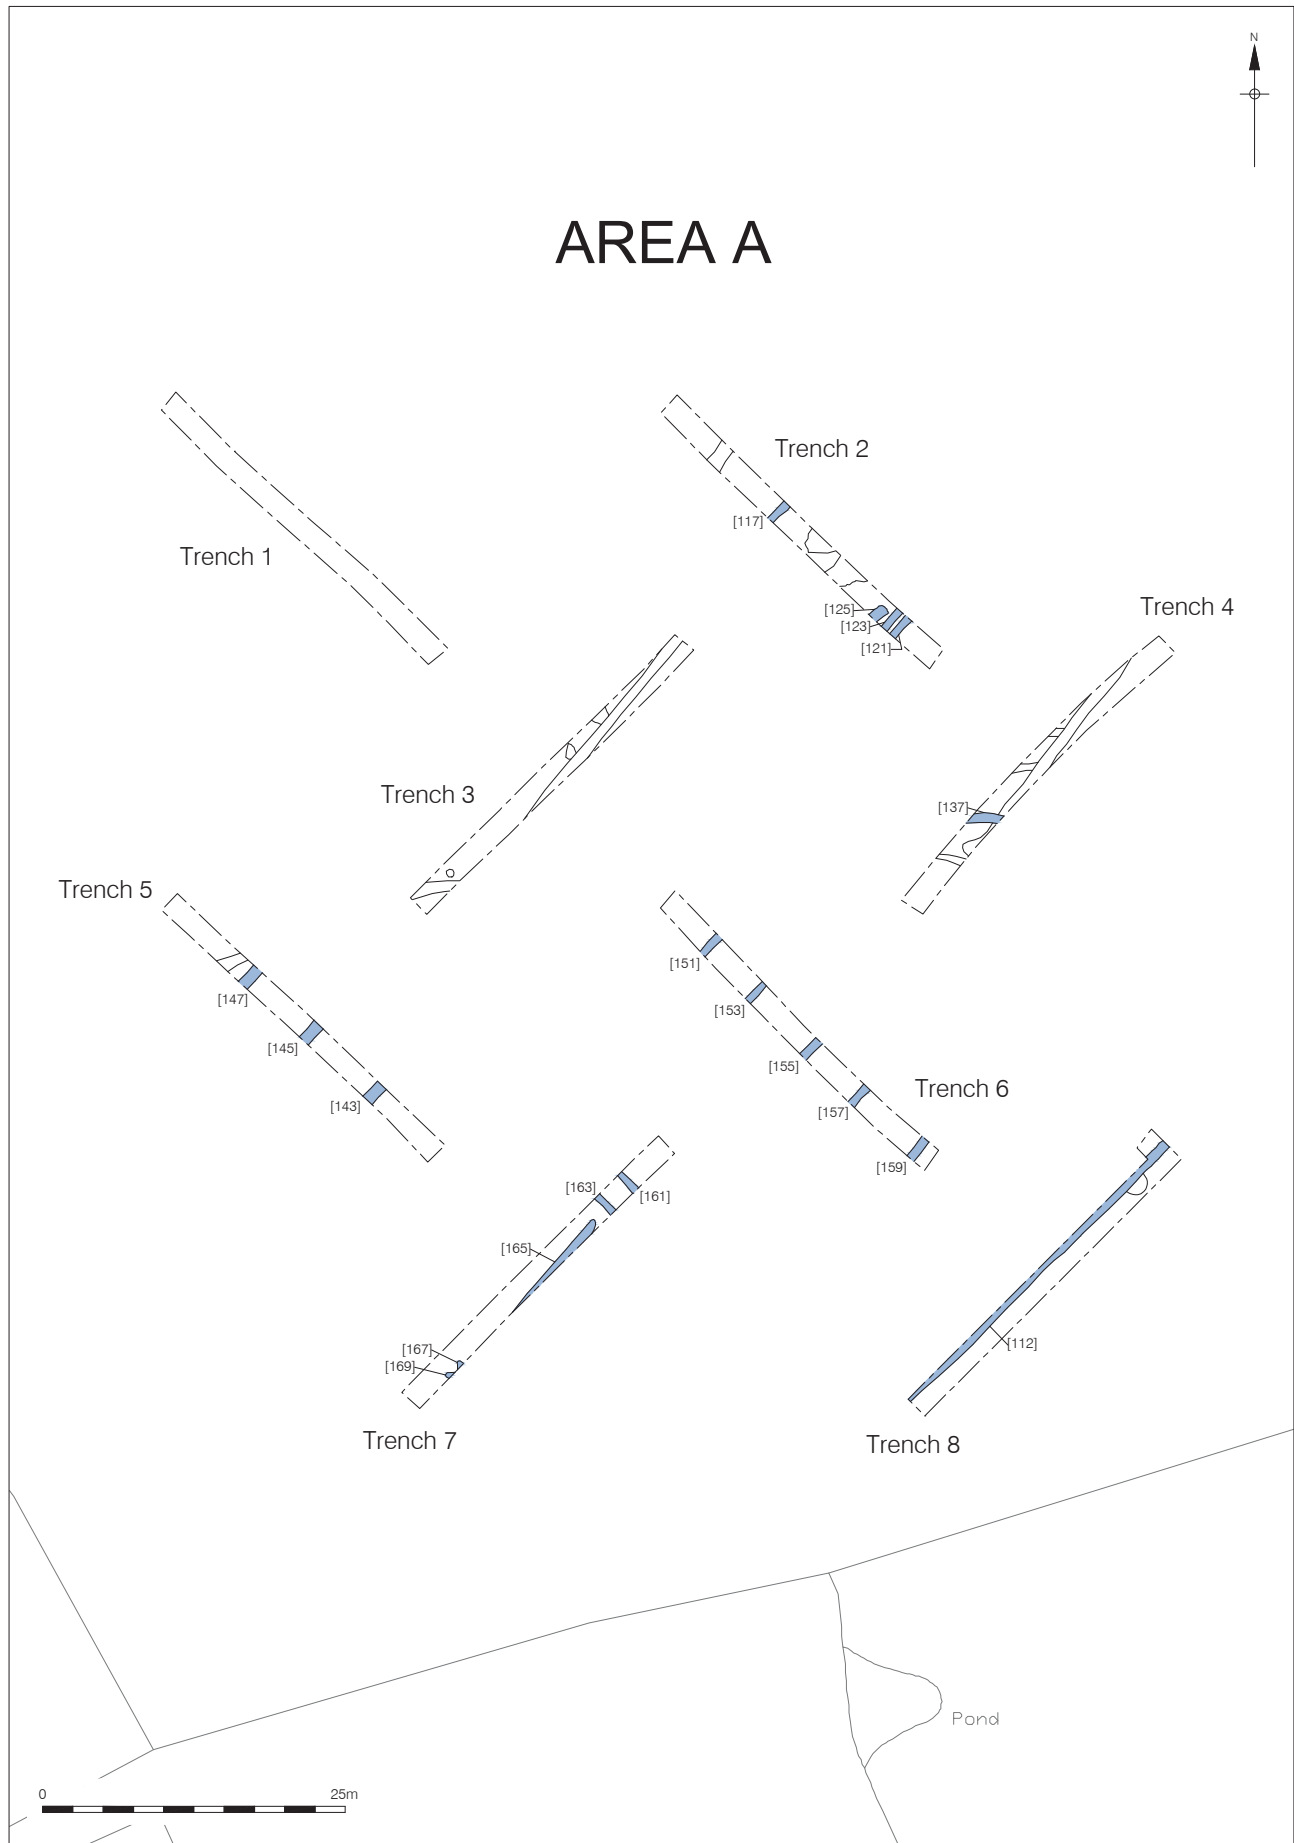 N
AREA A
Trench 2
[117]
Trench 1
[125]
[123]
[121]
Trench 4
Trench 3
[137]
Trench 5
[151]
[147]
[153]
[145]
[155]
Trench 6
[143]
[157]
[159]
[163]
[161]
[165]
[112]
[167]
[169]
Trench 7
Trench 8
Pond
0 25m